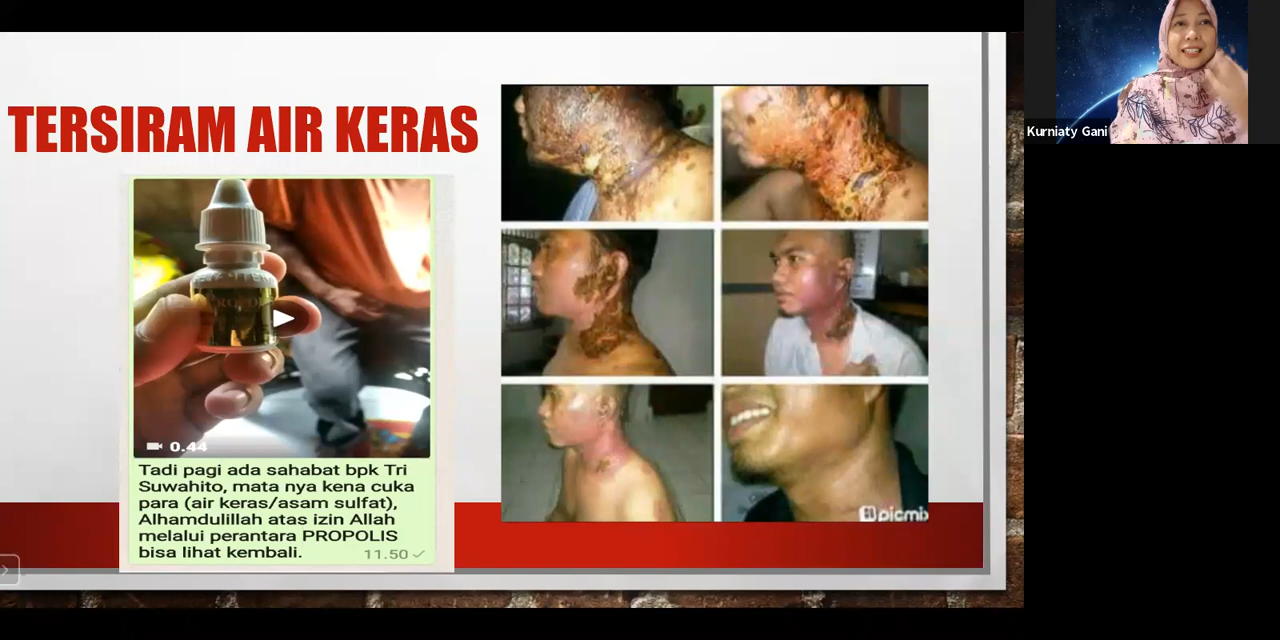 TERSIRAM AIR KERAS
0.44
Tadi pagi ada sahabat bpk Tri
Suwahito, mata nya kena cuka
para (air keras/asam sulfat),
Alhamdulillah atas izin Allah
melalui perantara PROPOLIS
bisa lihat kembali.
11.50
picmix
Kurniaty Gani